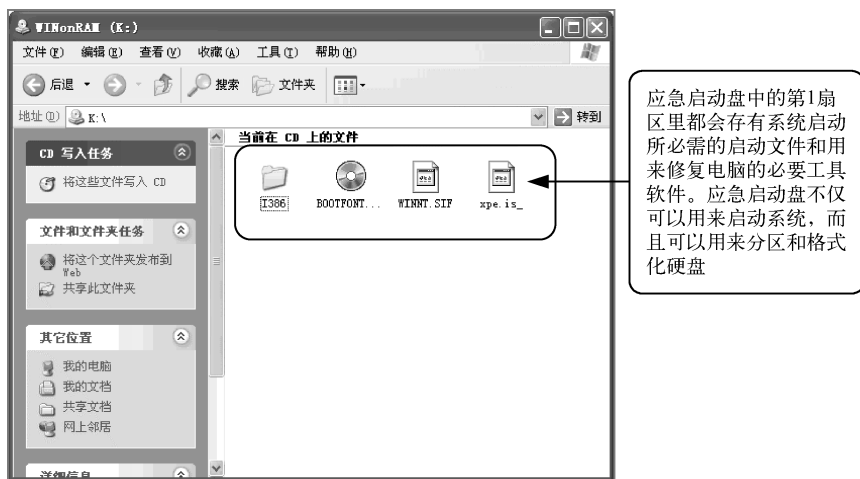 WINonRAM (K:)
文件(F) 编辑(E) 查看(V) 收藏(A) 工具(T) 帮助(H)
后退 搜索 文件夹
地址(D) K:\ 转到
CD 写入任务
将这些文件写入 CD
文件和文件夹任务
将这个文件夹发布到
Web
共享此文件夹
其它位置
我的电脑
我的文档
共享文档
网上邻居
详细信息
当前在 CD 上的文件
I386 BOOTFONT... WINNT.SIF xpe.is_
应急启动盘中的第1扇
区里都会存有系统启动
所必需的启动文件和用
来修复电脑的必要工具
软件。应急启动盘不仅
可以用来启动系统，而
且可以用来分区和格式
化硬盘